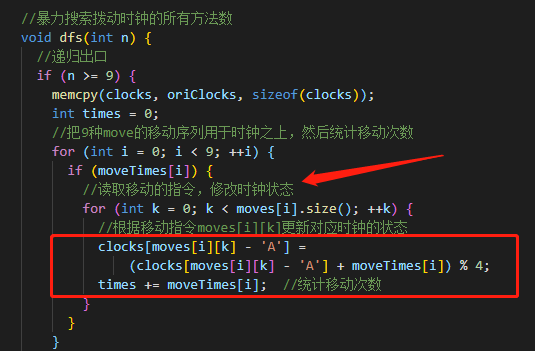 //暴力搜索拨动时钟的所有方法数
void dfs(int n) {
//递归出口
if (n >= 9) {
memcpy(clocks, oriClocks, sizeof(clocks));
int times = 0;
//把9种move的移动序列用于时钟之上，然后统计移动次数
for (int i = 0; i < 9; ++i) {
if (moveTimes[i]) {
//读取移动的指令，修改时钟状态
for (int k = 0; k < moves[i].size(); ++k) {
//根据移动指令moves[i][k]更新对应时钟的状态
clocks[moves[i][k] - 'A'] =
(clocks[moves[i][k] - 'A'] + moveTimes[i]) % 4;
times += moveTimes[i];  //统计移动次数
}
}
}